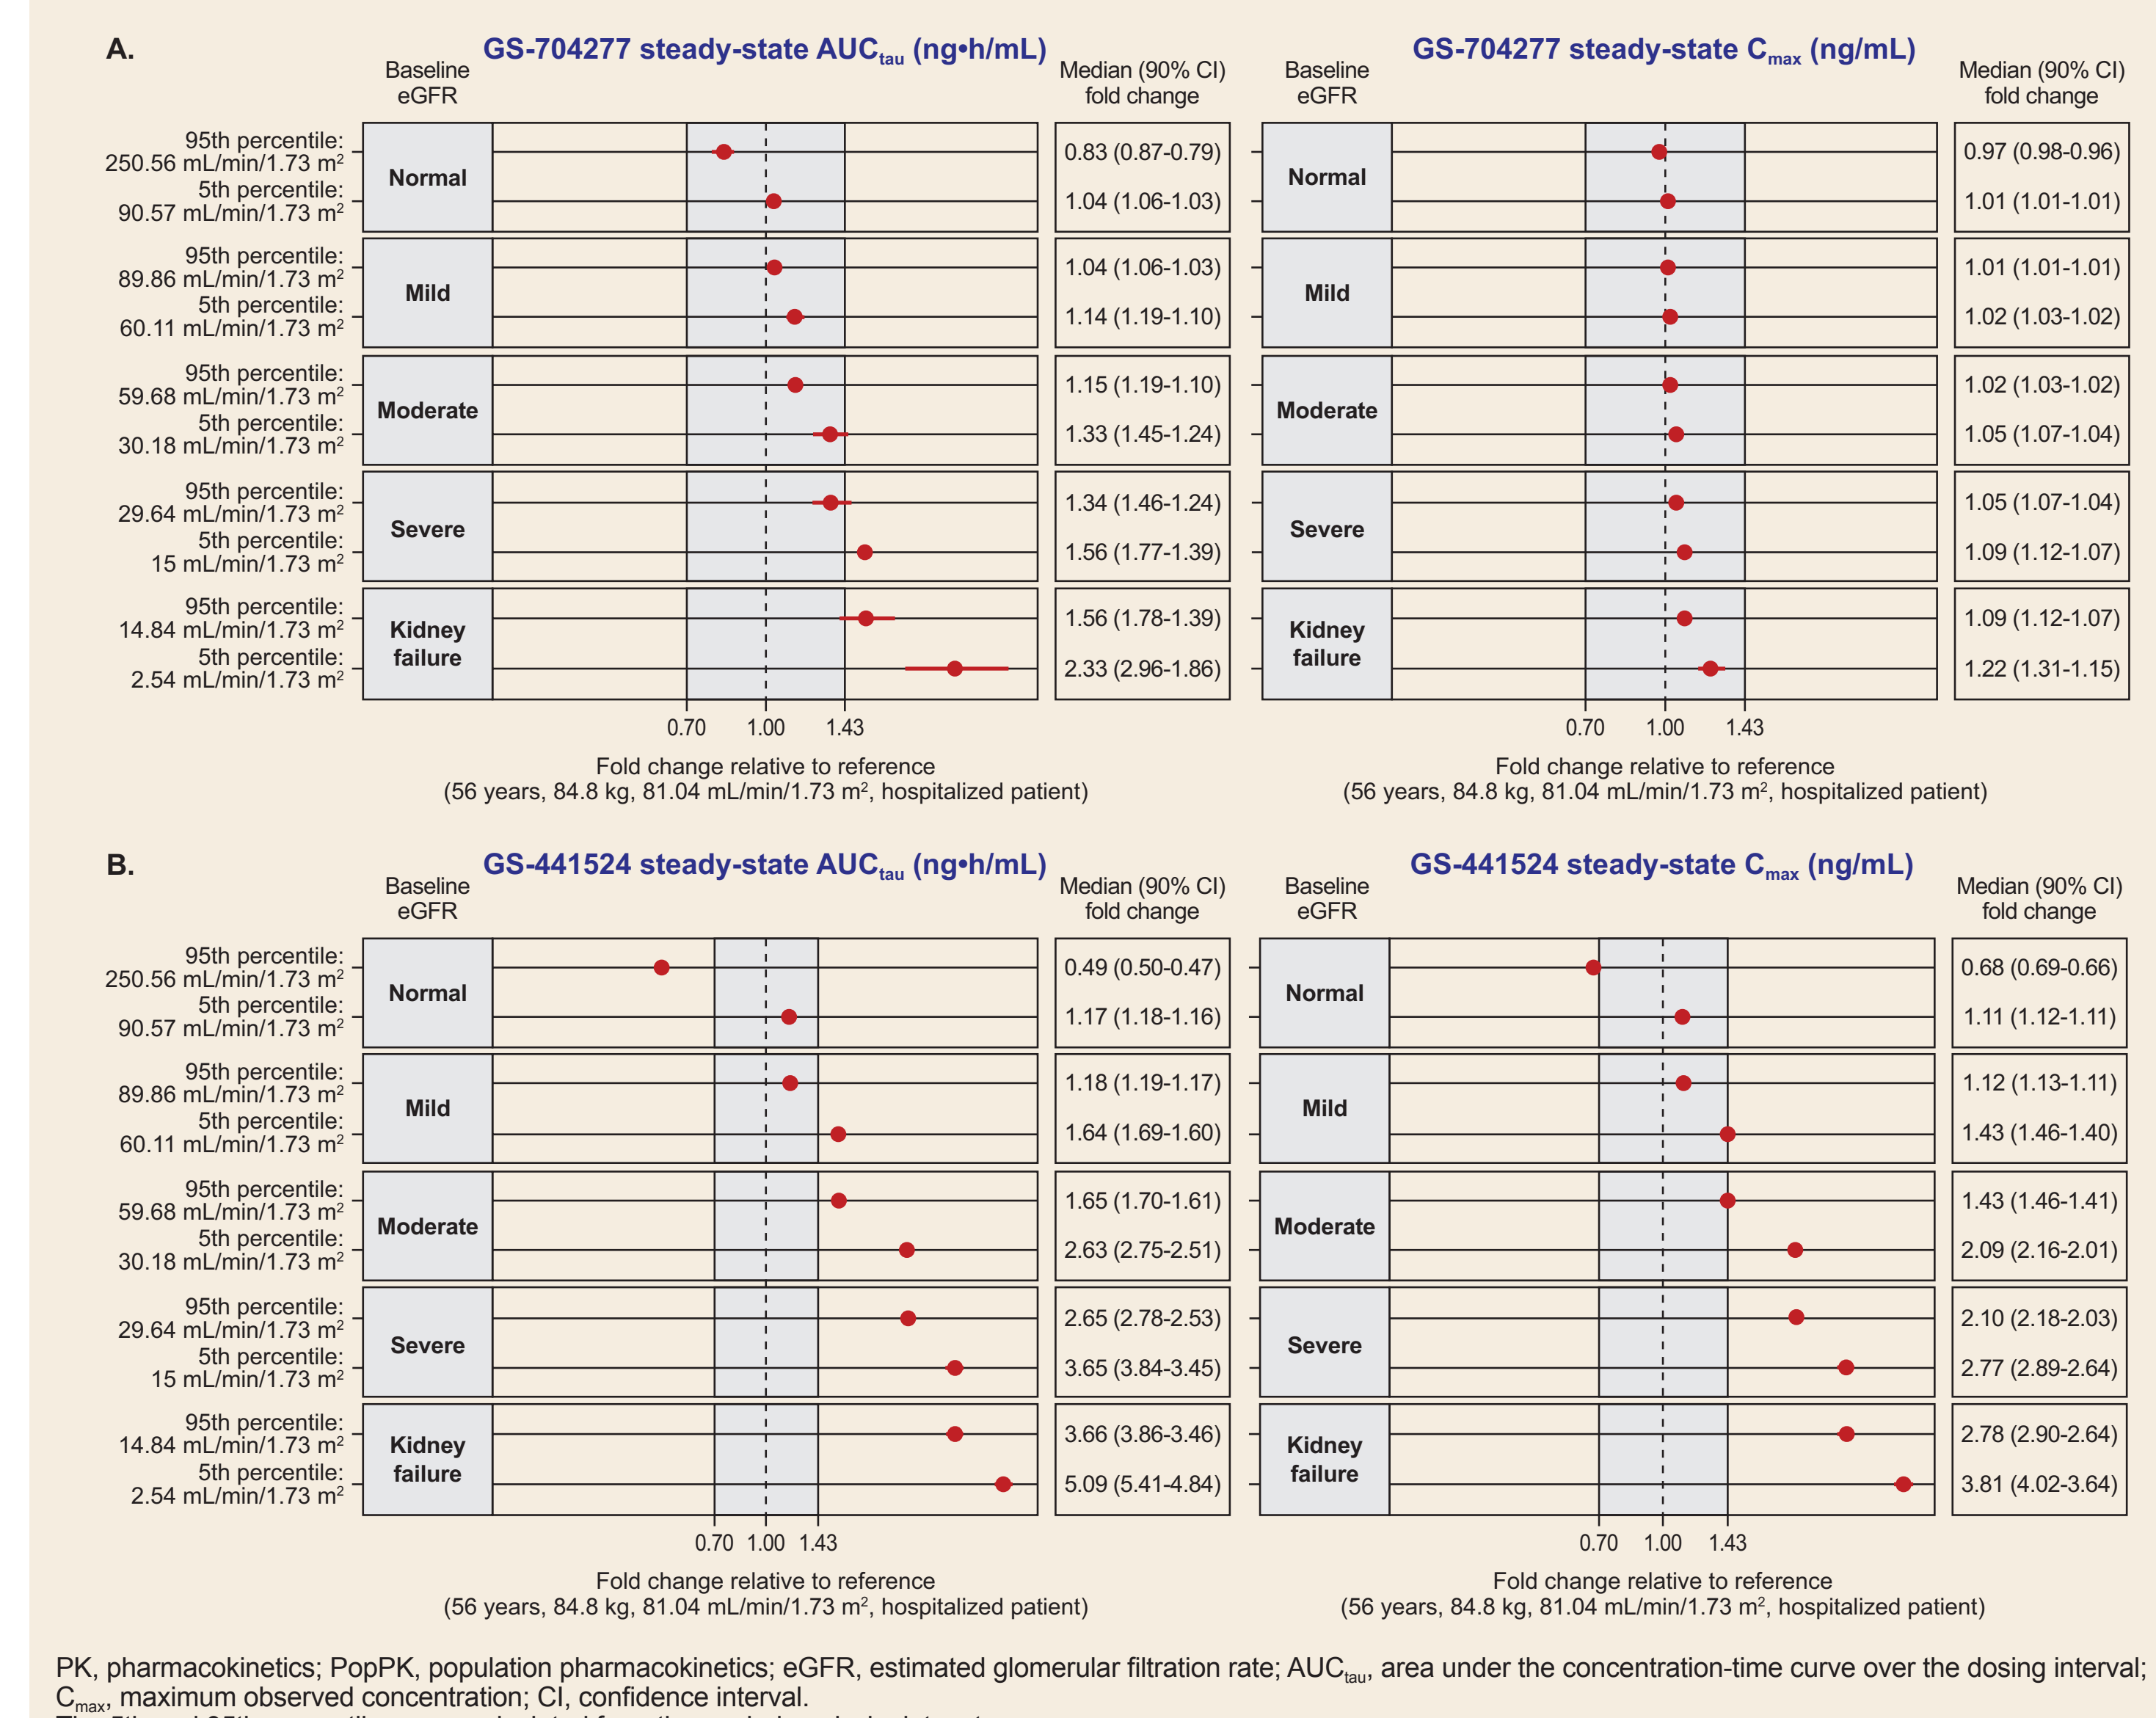 A.
GS-704277 steady-state AUCtau (ng•h/mL)
Baseline
eGFR
Median (90% CI)
fold change
95th percentile:
250.56 mL/min/1.73 m²
5th percentile:
90.57 mL/min/1.73 m²
Normal
0.83 (0.87-0.79)
1.04 (1.06-1.03)
95th percentile:
89.86 mL/min/1.73 m²
5th percentile:
60.11 mL/min/1.73 m²
Mild
1.04 (1.06-1.03)
1.14 (1.19-1.10)
95th percentile:
59.68 mL/min/1.73 m²
5th percentile:
30.18 mL/min/1.73 m²
Moderate
1.15 (1.19-1.10)
1.33 (1.45-1.24)
95th percentile:
29.64 mL/min/1.73 m²
5th percentile:
15 mL/min/1.73 m²
Severe
1.34 (1.46-1.24)
1.56 (1.77-1.39)
95th percentile:
14.84 mL/min/1.73 m²
5th percentile:
2.54 mL/min/1.73 m²
Kidney
failure
1.56 (1.78-1.39)
2.33 (2.96-1.86)
0.70 1.00 1.43
Fold change relative to reference
(56 years, 84.8 kg, 81.04 mL/min/1.73 m², hospitalized patient)
GS-704277 steady-state Cmax (ng/mL)
Baseline
eGFR
Median (90% CI)
fold change
Normal
0.97 (0.98-0.96)
1.01 (1.01-1.01)
Mild
1.01 (1.01-1.01)
1.02 (1.03-1.02)
Moderate
1.02 (1.03-1.02)
1.05 (1.07-1.04)
Severe
1.05 (1.07-1.04)
1.09 (1.12-1.07)
Kidney
failure
1.09 (1.12-1.07)
1.22 (1.31-1.15)
0.70 1.00 1.43
Fold change relative to reference
(56 years, 84.8 kg, 81.04 mL/min/1.73 m², hospitalized patient)
B.
GS-441524 steady-state AUCtau (ng•h/mL)
Baseline
eGFR
Median (90% CI)
fold change
95th percentile:
250.56 mL/min/1.73 m²
5th percentile:
90.57 mL/min/1.73 m²
Normal
0.49 (0.50-0.47)
1.17 (1.18-1.16)
95th percentile:
89.86 mL/min/1.73 m²
5th percentile:
60.11 mL/min/1.73 m²
Mild
1.18 (1.19-1.17)
1.64 (1.69-1.60)
95th percentile:
59.68 mL/min/1.73 m²
5th percentile:
30.18 mL/min/1.73 m²
Moderate
1.65 (1.70-1.61)
2.63 (2.75-2.51)
95th percentile:
29.64 mL/min/1.73 m²
5th percentile:
15 mL/min/1.73 m²
Severe
2.65 (2.78-2.53)
3.65 (3.84-3.45)
95th percentile:
14.84 mL/min/1.73 m²
5th percentile:
2.54 mL/min/1.73 m²
Kidney
failure
3.66 (3.86-3.46)
5.09 (5.41-4.84)
0.70 1.00 1.43
Fold change relative to reference
(56 years, 84.8 kg, 81.04 mL/min/1.73 m², hospitalized patient)
GS-441524 steady-state Cmax (ng/mL)
Baseline
eGFR
Median (90% CI)
fold change
Normal
0.68 (0.69-0.66)
1.11 (1.12-1.11)
Mild
1.12 (1.13-1.11)
1.43 (1.46-1.40)
Moderate
1.43 (1.46-1.41)
2.09 (2.16-2.01)
Severe
2.10 (2.18-2.03)
2.77 (2.89-2.64)
Kidney
failure
2.78 (2.90-2.64)
3.81 (4.02-3.64)
0.70 1.00 1.43
Fold change relative to reference
(56 years, 84.8 kg, 81.04 mL/min/1.73 m², hospitalized patient)
PK, pharmacokinetics; PopPK, population pharmacokinetics; eGFR, estimated glomerular filtration rate; AUCtau, area under the concentration-time curve over the dosing interval;
Cmax, maximum observed concentration; CI, confidence interval.